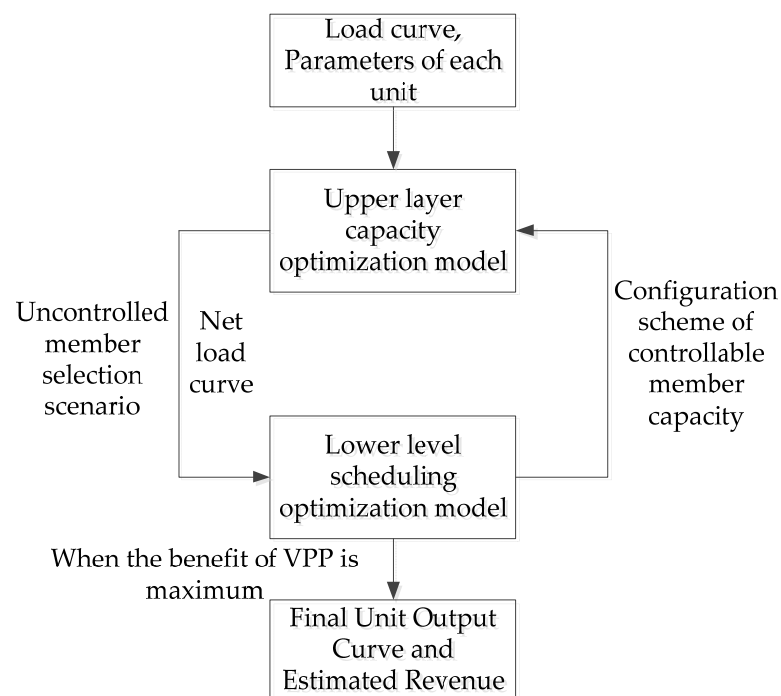 Load curve,
Parameters of each
unit
Upper layer
capacity
optimization model
Uncontrolled
member
selection
scenario
Net
load
curve
Configuration
scheme of
controllable
member
capacity
Lower level
scheduling
optimization model
When the benefit of VPP is
maximum
Final Unit Output
Curve and
Estimated Revenue